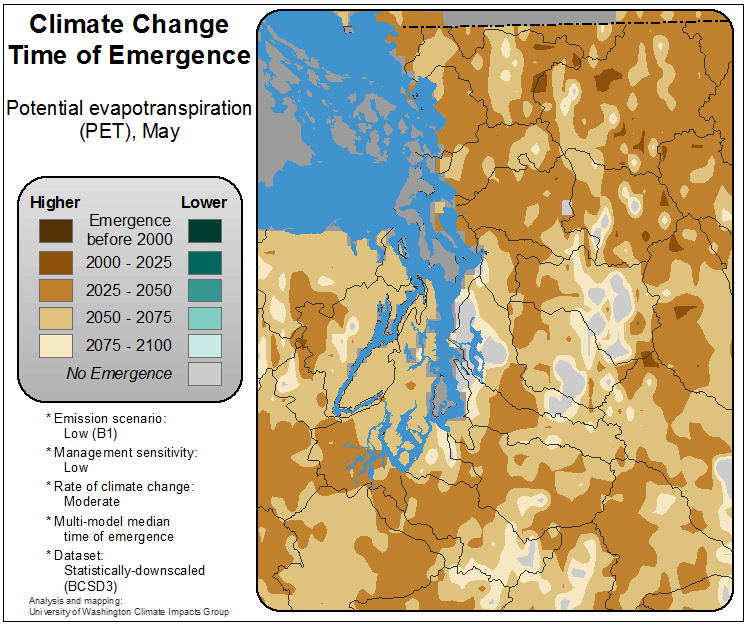 Climate Change
Time of Emergence
Potential evapotranspiration
(PET), May
Higher Lower
Emergence
before 2000
2000 - 2025
2025 - 2050
2050 - 2075
2075 - 2100
No Emergence
* Emission scenario:
Low (B1)
* Management sensitivity:
Low
* Rate of climate change:
Moderate
* Multi-model median
time of emergence
* Dataset:
Statistically-downscaled
(BCSD3)
Analysis and mapping:
University of Washington Climate Impacts Group